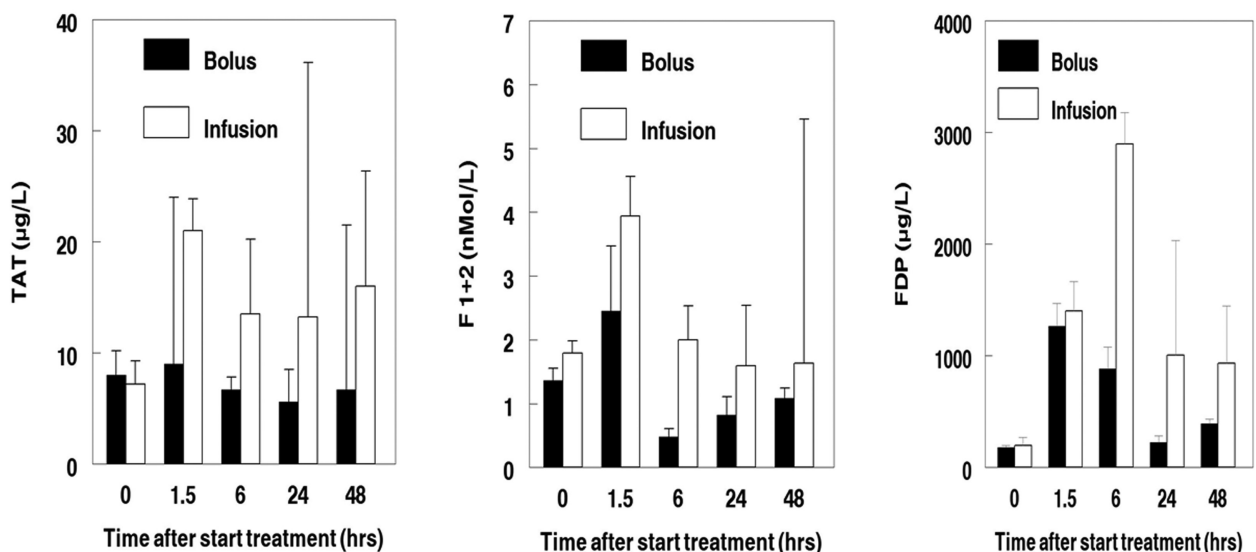 40
30
20
10
0
TAT (µg/L)
Bolus
Infusion
0 1.5 6 24 48
Time after start treatment (hrs)
7
6
5
4
3
2
1
0
F 1+2 (nMol/L)
Bolus
Infusion
0 1.5 6 24 48
Time after start treatment (hrs)
4000
3000
2000
1000
0
FDP (µg/L)
Bolus
Infusion
0 1.5 6 24 48
Time after start treatment (hrs)